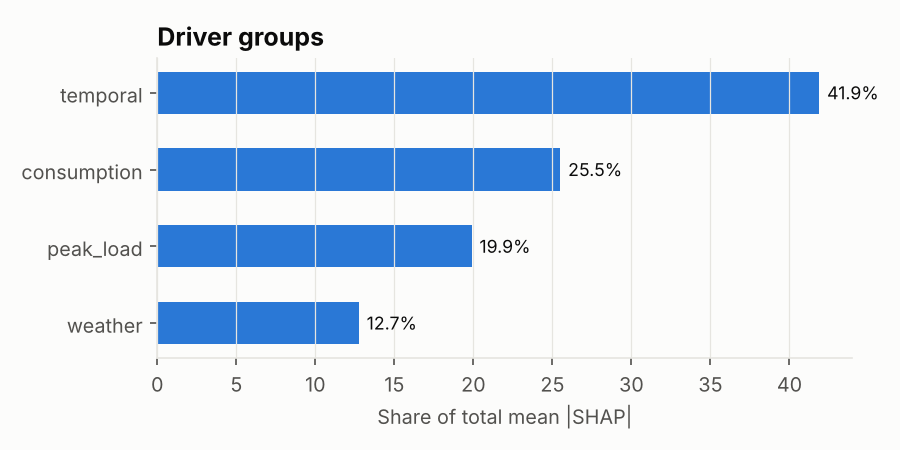 Driver groups
temporal
41.9%
consumption
25.5%
peak_load
19.9%
weather
12.7%
0 5 10 15 20 25 30 35 40
Share of total mean |SHAP|